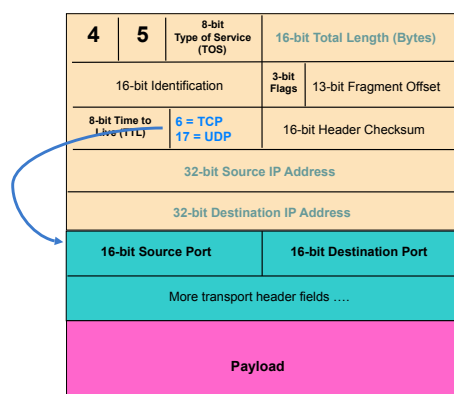 4
5
8-bit
Type of Service
(TOS)
16-bit Total Length (Bytes)
16-bit Identification
3-bit
Flags
13-bit Fragment Offset
8-bit Time to
Live (TTL)
6 = TCP
17 = UDP
16-bit Header Checksum
32-bit Source IP Address
32-bit Destination IP Address
16-bit Source Port
16-bit Destination Port
More transport header fields ….
Payload